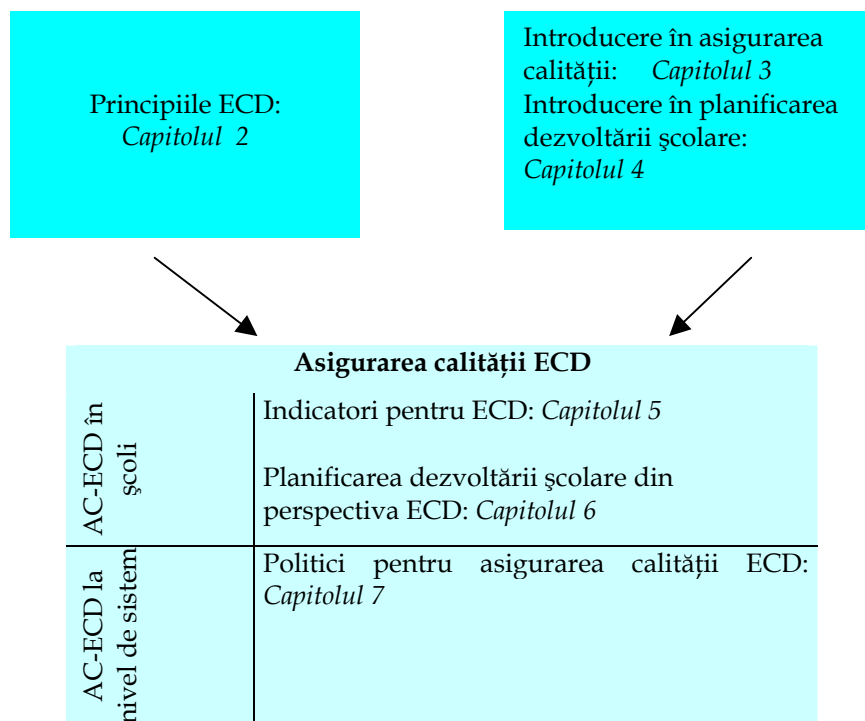 Principiile ECD:
Capitolul 2
Introducere în asigurarea
calității: Capitolul 3
Introducere în planificarea
dezvoltării şcolare:
Capitolul 4
Asigurarea calității ECD
AC-ECD în
şcoli
Indicatori pentru ECD: Capitolul 5
Planificarea dezvoltării şcolare din
perspectiva ECD: Capitolul 6
AC-ECD la
nivel de sistem
Politici pentru asigurarea calității ECD:
Capitolul 7